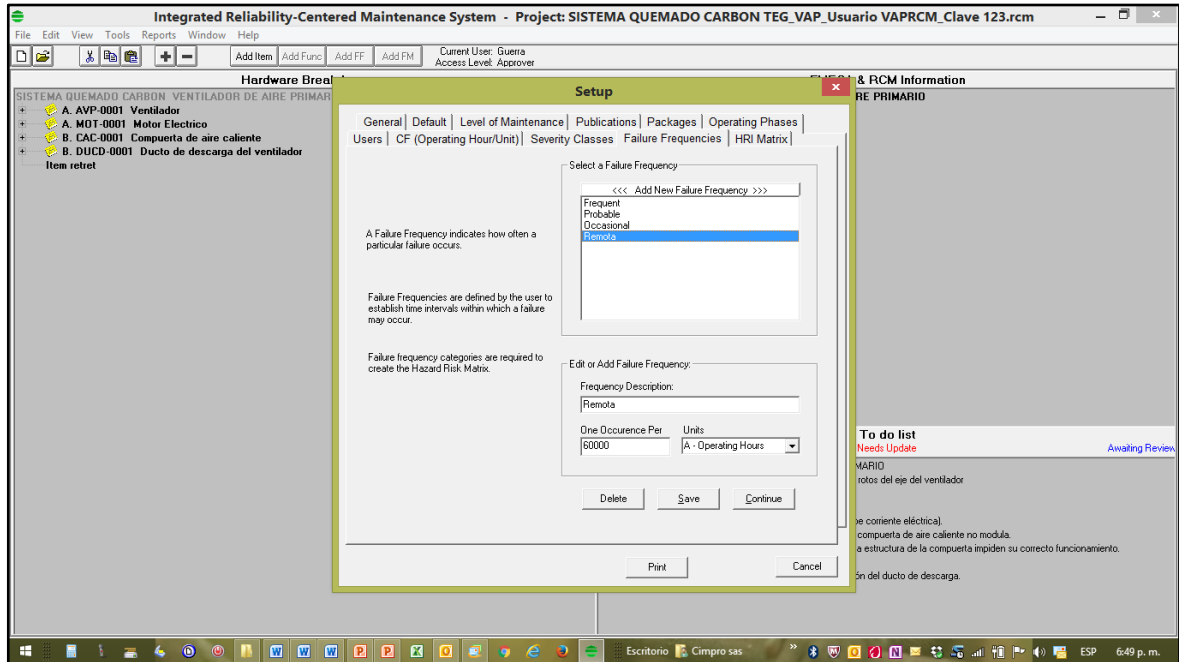 Integrated Reliability-Centered Maintenance System - Project: SISTEMA QUEMADO CARBON TEG_VAP_Usuario VAPRCM_Clave 123.rcm
File Edit View Tools Reports Window Help
Add Item Add Func Add FF Add FM
Current User: Guerra
Access Level: Approver
Hardware Brea
& RCM Information
SISTEMA QUEMADO CARBON VENTILADOR DE AIRE PRIMAR
RE PRIMARIO
A. AVP-0001 Ventilador
A. MOT-0001 Motor Electrico
B. CAC-0001 Compuerta de aire caliente
B. DUCD-0001 Ducto de descarga del ventilador
Item retret
Setup
General Default Level of Maintenance Publications Packages Operating Phases
Users CF (Operating Hour/Unit) Severity Classes Failure Frequencies HRI Matrix
A Failure Frequency indicates how often a
particular failure occurs.
Failure Frequencies are defined by the user to
establish time intervals within which a failure
may occur.
Failure frequency categories are required to
create the Hazard Risk Matrix.
Select a Failure Frequency
<<< Add New Failure Frequency >>>
Frequent
Probable
Occasional
Remota
Edit or Add Failure Frequency:
Frequency Description:
Remota
One Occurence Per Units
60000 A - Operating Hours
Delete Save Continue
Print Cancel
To do list
Needs Update Awaiting Review
MARIO
rotos del eje del ventilador
be corriente eléctrica).
compuerta de aire caliente no modula.
a estructura de la compuerta impiden su correcto funcionamiento.
ón del ducto de descarga.
Escritorio Cimpro sas ESP 6:49 p. m.